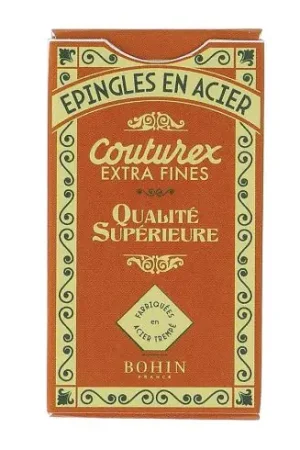 EPINGLES EN ACIER
Couturex
EXTRA FINES
QUALITÉ
SUPÉRIEURE
FABRIQUÉES
en
ACIER TREMPÉ
BOHIN
FRANCE